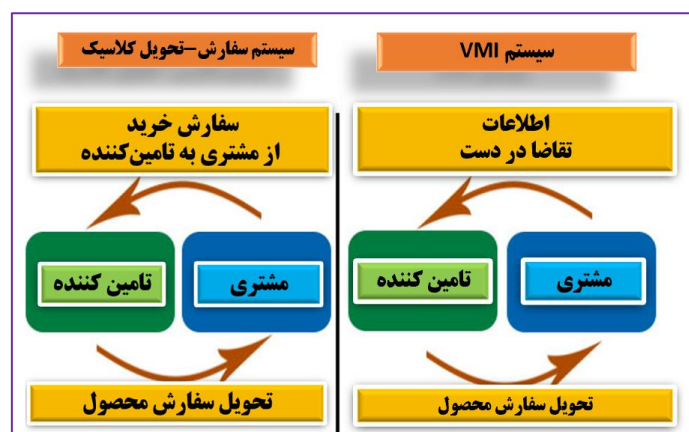 سیستم VMI
اطلاعات
تقاضا در دست
مشتری
تامین کننده
تحویل سفارش محصول
سیستم سفارش-تحویل کلاسیک
سفارش خرید
از مشتری به تامین‌کننده
مشتری
تامین کننده
تحویل سفارش محصول